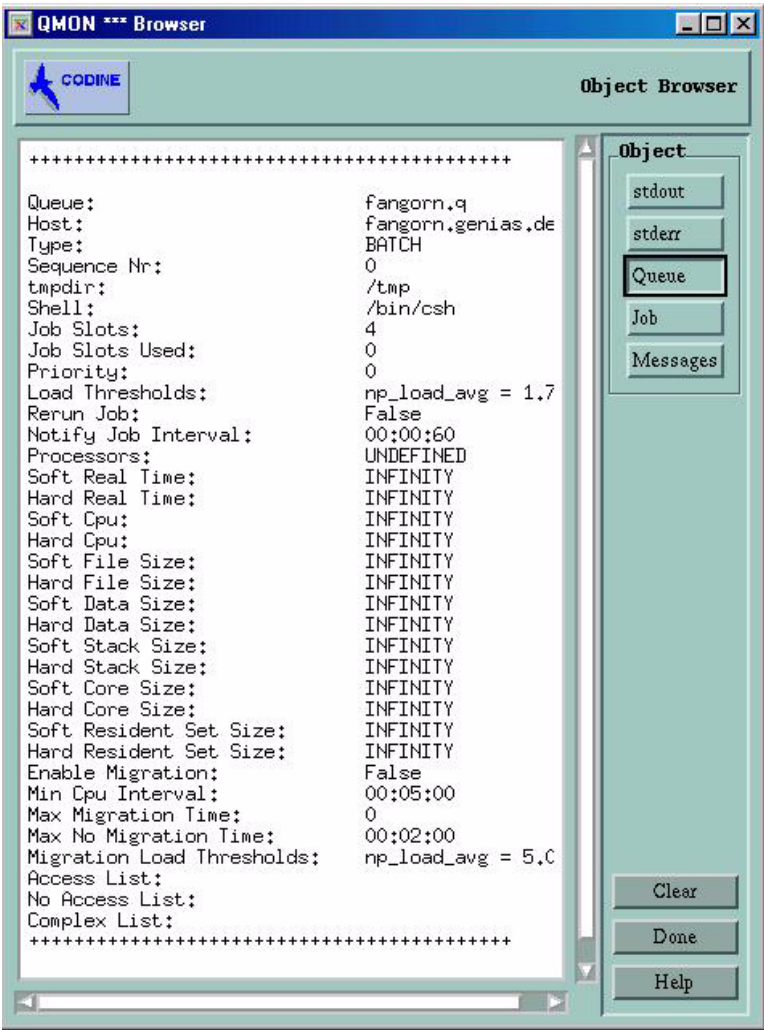 QMON *** Browser
CODINE
Object Browser
+++++++++++++++++++++++++++++++++++++++++++
Queue: fangorn.q
Host: fangorn.genias.de
Type: BATCH
Sequence Nr: 0
tmpdir: /tmp
Shell: /bin/csh
Job Slots: 4
Job Slots Used: 0
Priority: 0
Load Thresholds: np_load_avg = 1.7
Rerun Job: False
Notify Job Interval: 00:00:60
Processors: UNDEFINED
Soft Real Time: INFINITY
Hard Real Time: INFINITY
Soft Cpu: INFINITY
Hard Cpu: INFINITY
Soft File Size: INFINITY
Hard File Size: INFINITY
Soft Data Size: INFINITY
Hard Data Size: INFINITY
Soft Stack Size: INFINITY
Hard Stack Size: INFINITY
Soft Core Size: INFINITY
Hard Core Size: INFINITY
Soft Resident Set Size: INFINITY
Hard Resident Set Size: INFINITY
Enable Migration: False
Min Cpu Interval: 00:05:00
Max Migration Time: 0
Max No Migration Time: 00:02:00
Migration Load Thresholds: np_load_avg = 5.0
Access List:
No Access List:
Complex List:
+++++++++++++++++++++++++++++++++++++++++++
Object
stdout
stderr
Queue
Job
Messages
Clear
Done
Help